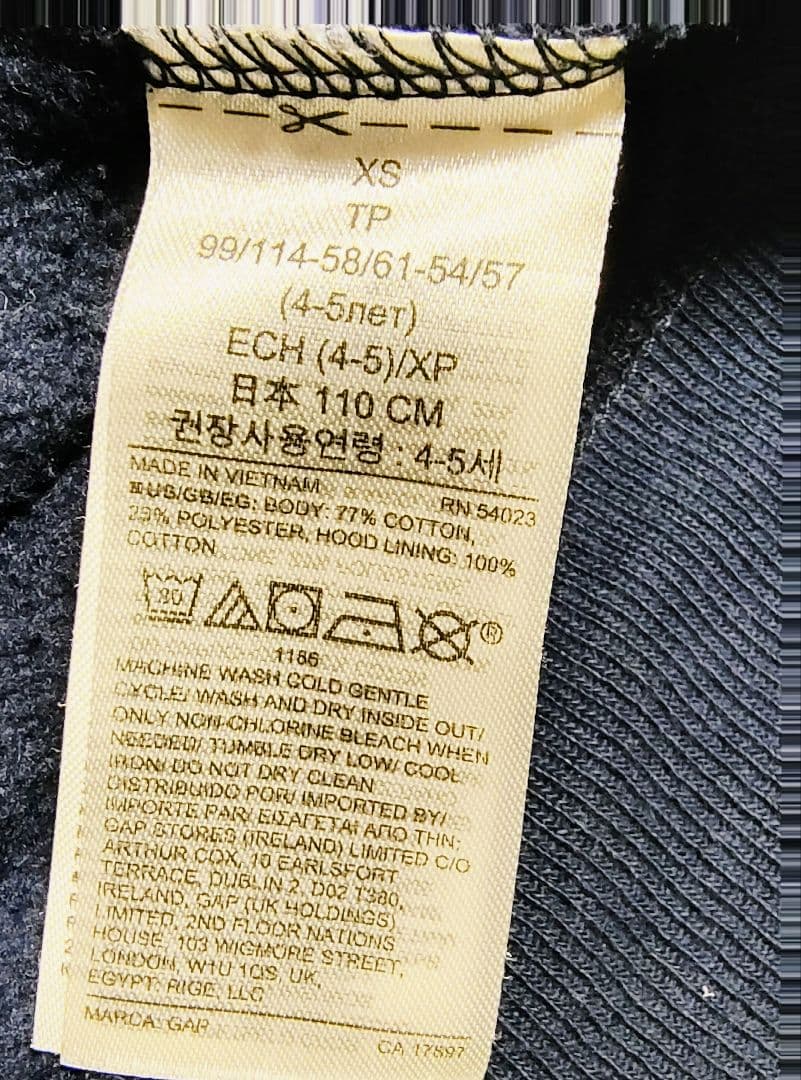 XS
TP
99/114-58/61-54/57
(4-5лет)
ECH (4-5)/XP
日本 110 CM
권장사용연령 : 4-5세
MADE IN VIETNAM
RN 54023
US/GB/EG: BODY: 77% COTTON,
23% POLYESTER, HOOD LINING: 100%
COTTON
30
®
1186
MACHINE WASH COLD GENTLE
CYCLE/ WASH AND DRY INSIDE OUT/
ONLY NON-CHLORINE BLEACH WHEN
NEEDED/ TUMBLE DRY LOW/ COOL
IRON/ DO NOT DRY CLEAN
DISTRIBUIDO POR/ IMPORTED BY/
IMPORTE PAR/ ΕΙΣΑΓΕΤΑΙ ΑΠΟ ΤΗΝ:
GAP STORES (IRELAND) LIMITED C/O
ARTHUR COX, 10 EARLSFORT
TERRACE, DUBLIN 2, D02 T380,
IRELAND, GAP (UK HOLDINGS)
LIMITED, 2ND FLOOR NATIONS
HOUSE, 103 WIGMORE STREET,
LONDON, W1U 1QS, UK,
EGYPT: RIGE, LLC
MARCA: GAP
CA 17897